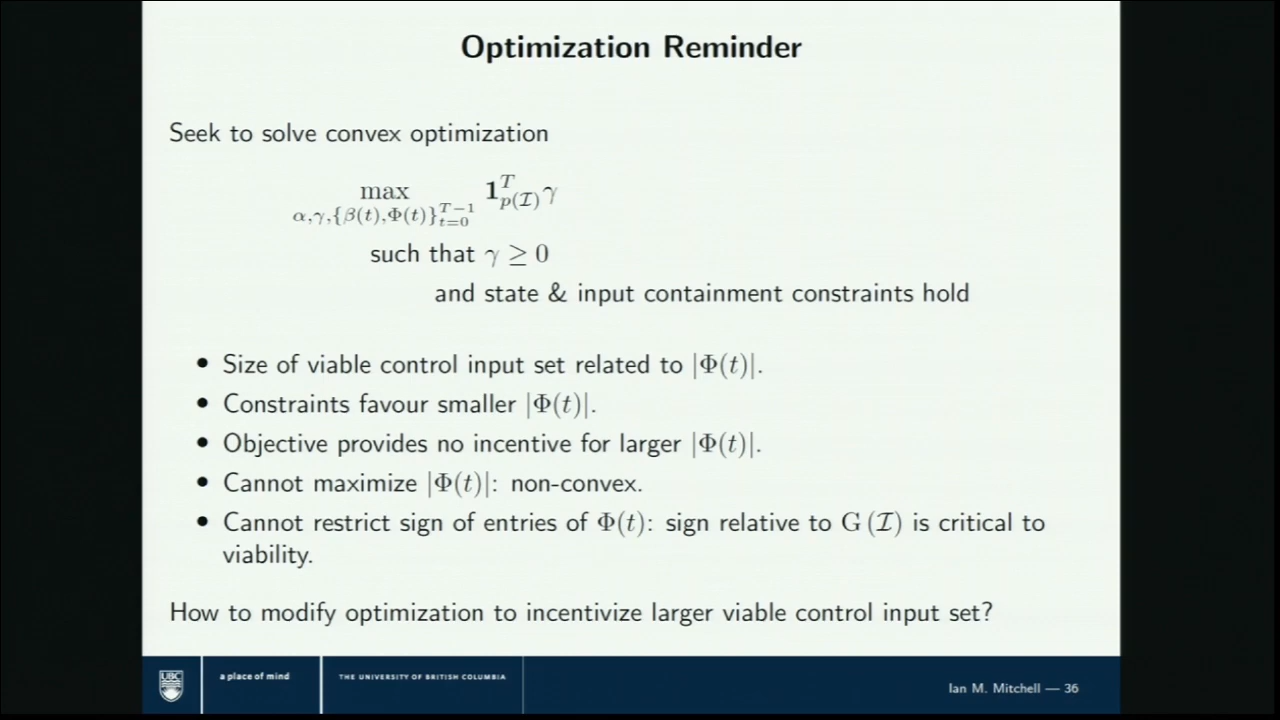 Optimization Reminder
Seek to solve convex optimization
max 1ᵀ_{p(ℐ)} γ
α,γ,{β(t),Φ(t)}_{t=0}^{T−1}
such that γ ≥ 0
and state & input containment constraints hold
• Size of viable control input set related to |Φ(t)|.
• Constraints favour smaller |Φ(t)|.
• Objective provides no incentive for larger |Φ(t)|.
• Cannot maximize |Φ(t)|: non-convex.
• Cannot restrict sign of entries of Φ(t): sign relative to G(ℐ) is critical to
viability.
How to modify optimization to incentivize larger viable control input set?
UBC
a place of mind
THE UNIVERSITY OF BRITISH COLUMBIA
Ian M. Mitchell — 36